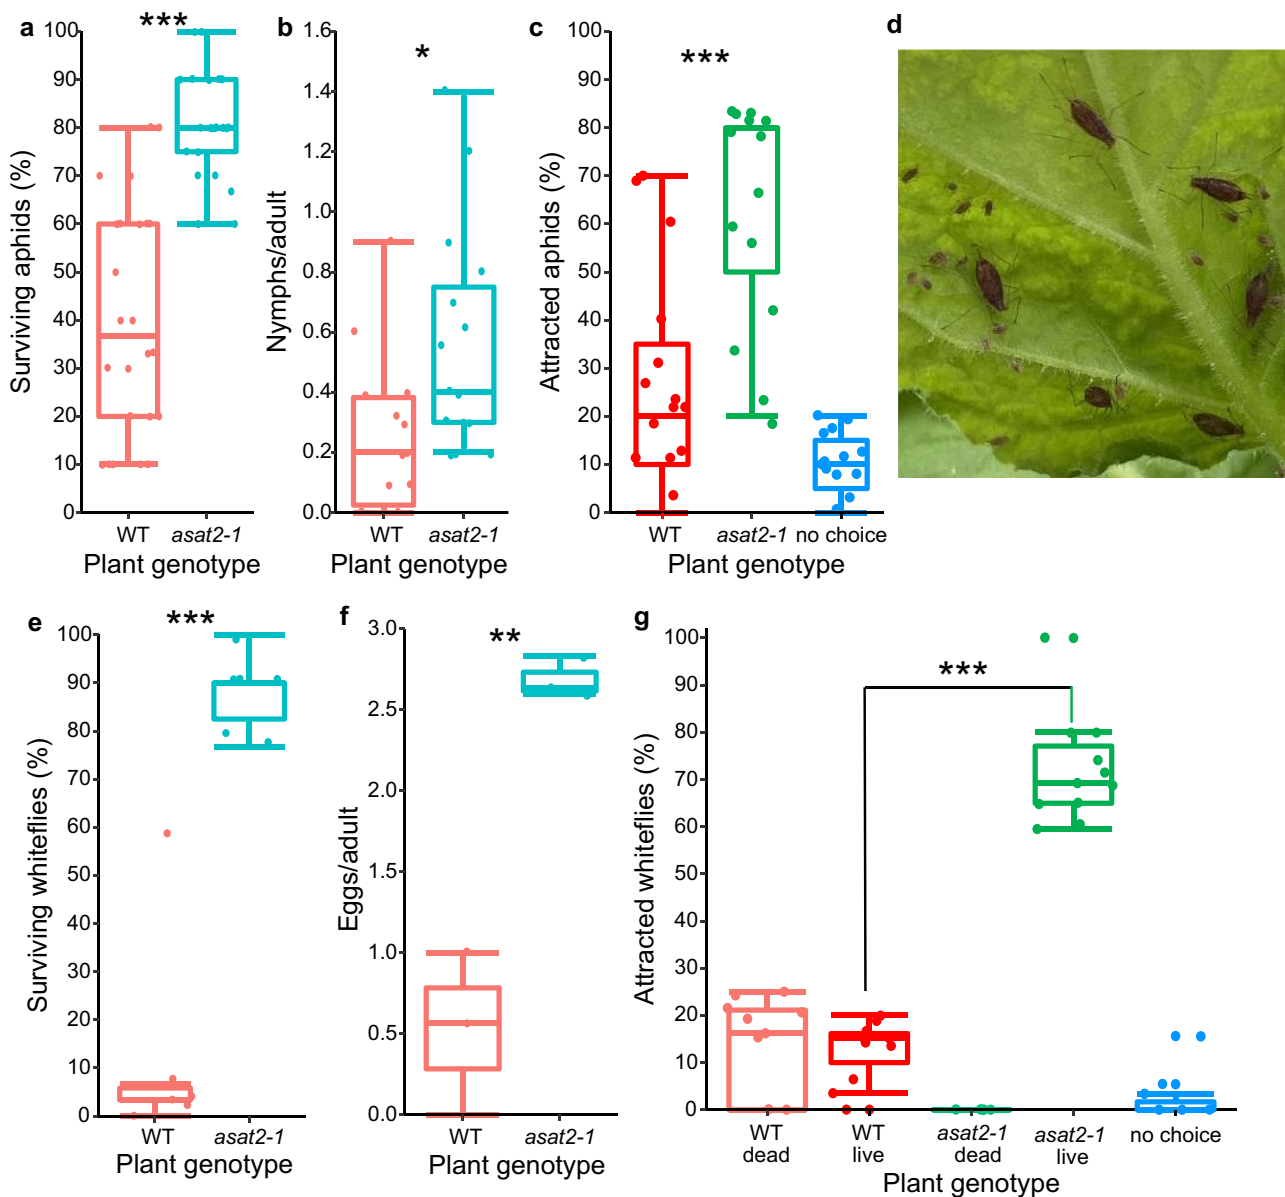 a
***
Surviving aphids (%)
100
90
80
70
60
50
40
30
20
10
0
WT asat2-1
Plant genotype
b
*
Nymphs/adult
1.6
1.4
1.2
1.0
0.8
0.6
0.4
0.2
0.0
WT asat2-1
Plant genotype
c
***
Attracted aphids (%)
100
90
80
70
60
50
40
30
20
10
0
WT asat2-1 no choice
Plant genotype
d
e
***
Surviving whiteflies (%)
100
90
80
70
60
50
40
30
20
10
0
WT asat2-1
Plant genotype
f
**
Eggs/adult
3.0
2.5
2.0
1.5
1.0
0.5
0.0
WT asat2-1
Plant genotype
g
***
Attracted whiteflies (%)
100
90
80
70
60
50
40
30
20
10
0
WT dead
WT live
asat2-1 dead
asat2-1 live
no choice
Plant genotype